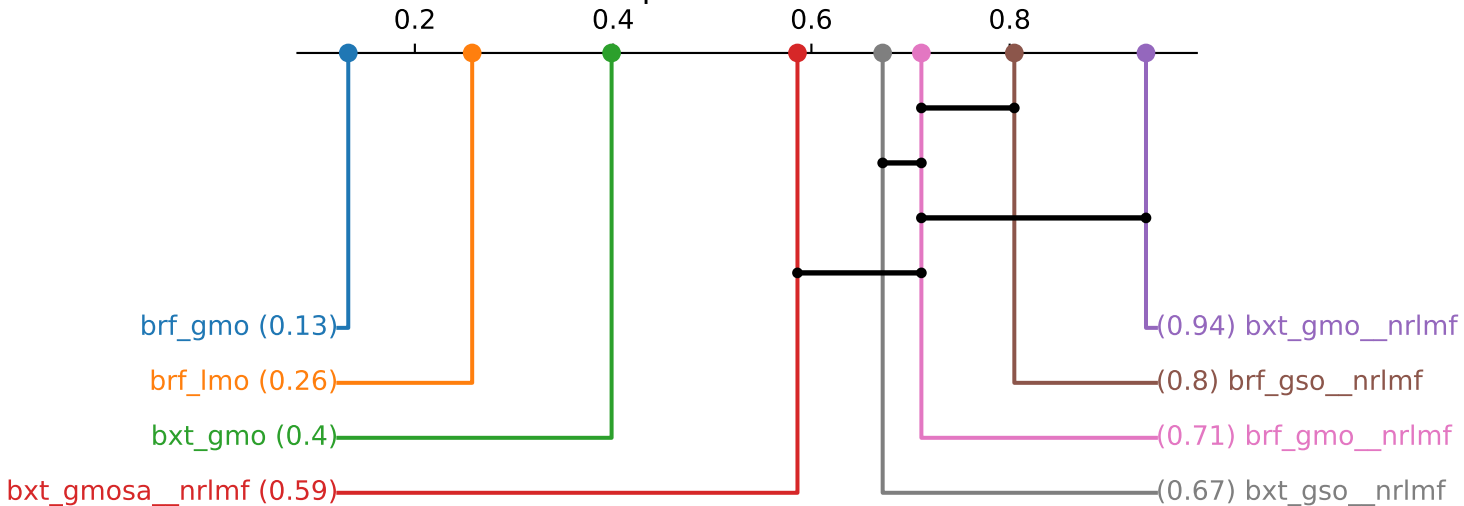 0.2 0.4 0.6 0.8
brf_gmo (0.13) (0.94) bxt_gmo__nrlmf
brf_lmo (0.26) (0.8) brf_gso__nrlmf
bxt_gmo (0.4) (0.71) brf_gmo__nrlmf
bxt_gmosa__nrlmf (0.59) (0.67) bxt_gso__nrlmf